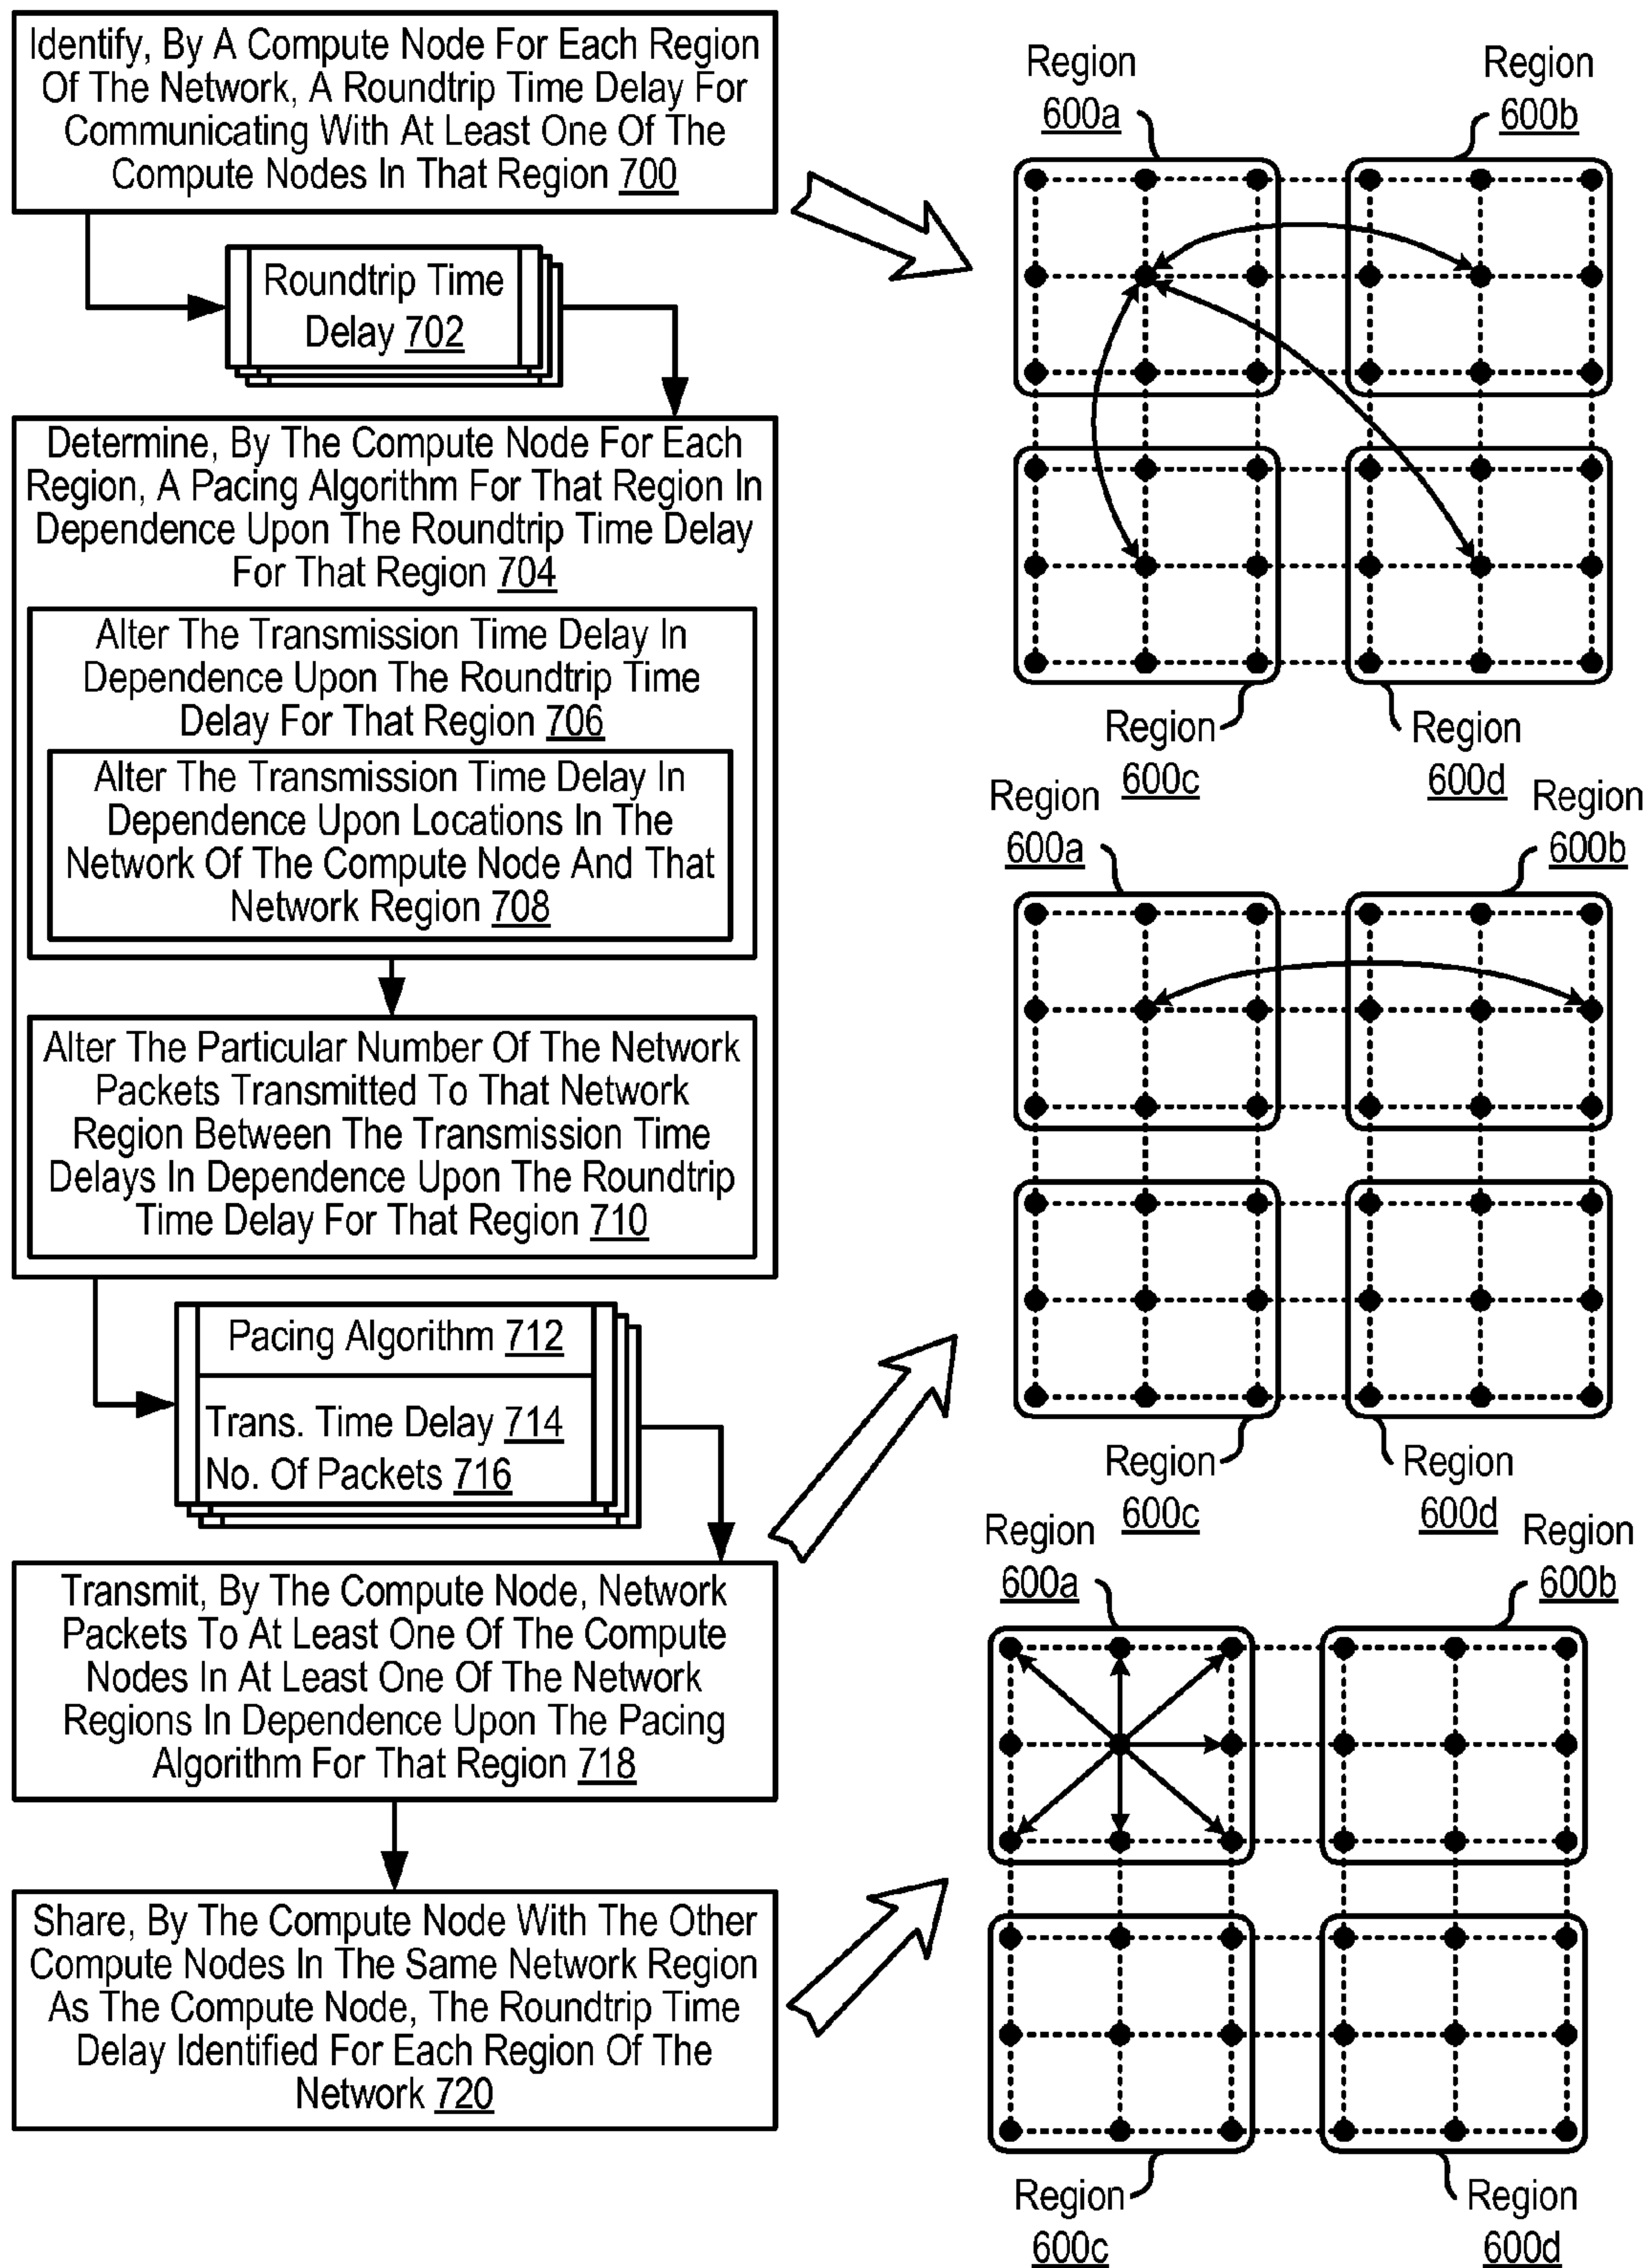 Identify, By A Compute Node For Each Region
Of The Network, A Roundtrip Time Delay For
Communicating With At Least One Of The
Compute Nodes In That Region 700
Roundtrip Time
Delay 702
Determine, By The Compute Node For Each
Region, A Pacing Algorithm For That Region In
Dependence Upon The Roundtrip Time Delay
For That Region 704
Alter The Transmission Time Delay In
Dependence Upon The Roundtrip Time
Delay For That Region 706
Alter The Transmission Time Delay In
Dependence Upon Locations In The
Network Of The Compute Node And That
Network Region 708
Alter The Particular Number Of The Network
Packets Transmitted To That Network
Region Between The Transmission Time
Delays In Dependence Upon The Roundtrip
Time Delay For That Region 710
Pacing Algorithm 712
Trans. Time Delay 714
No. Of Packets 716
Transmit, By The Compute Node, Network
Packets To At Least One Of The Compute
Nodes In At Least One Of The Network
Regions In Dependence Upon The Pacing
Algorithm For That Region 718
Share, By The Compute Node With The Other
Compute Nodes In The Same Network Region
As The Compute Node, The Roundtrip Time
Delay Identified For Each Region Of The
Network 720
Region
600a
Region
600b
Region
600c
Region
600d
Region
600a
Region
600b
Region
600c
Region
600d
Region
600a
Region
600b
Region
600c
Region
600d